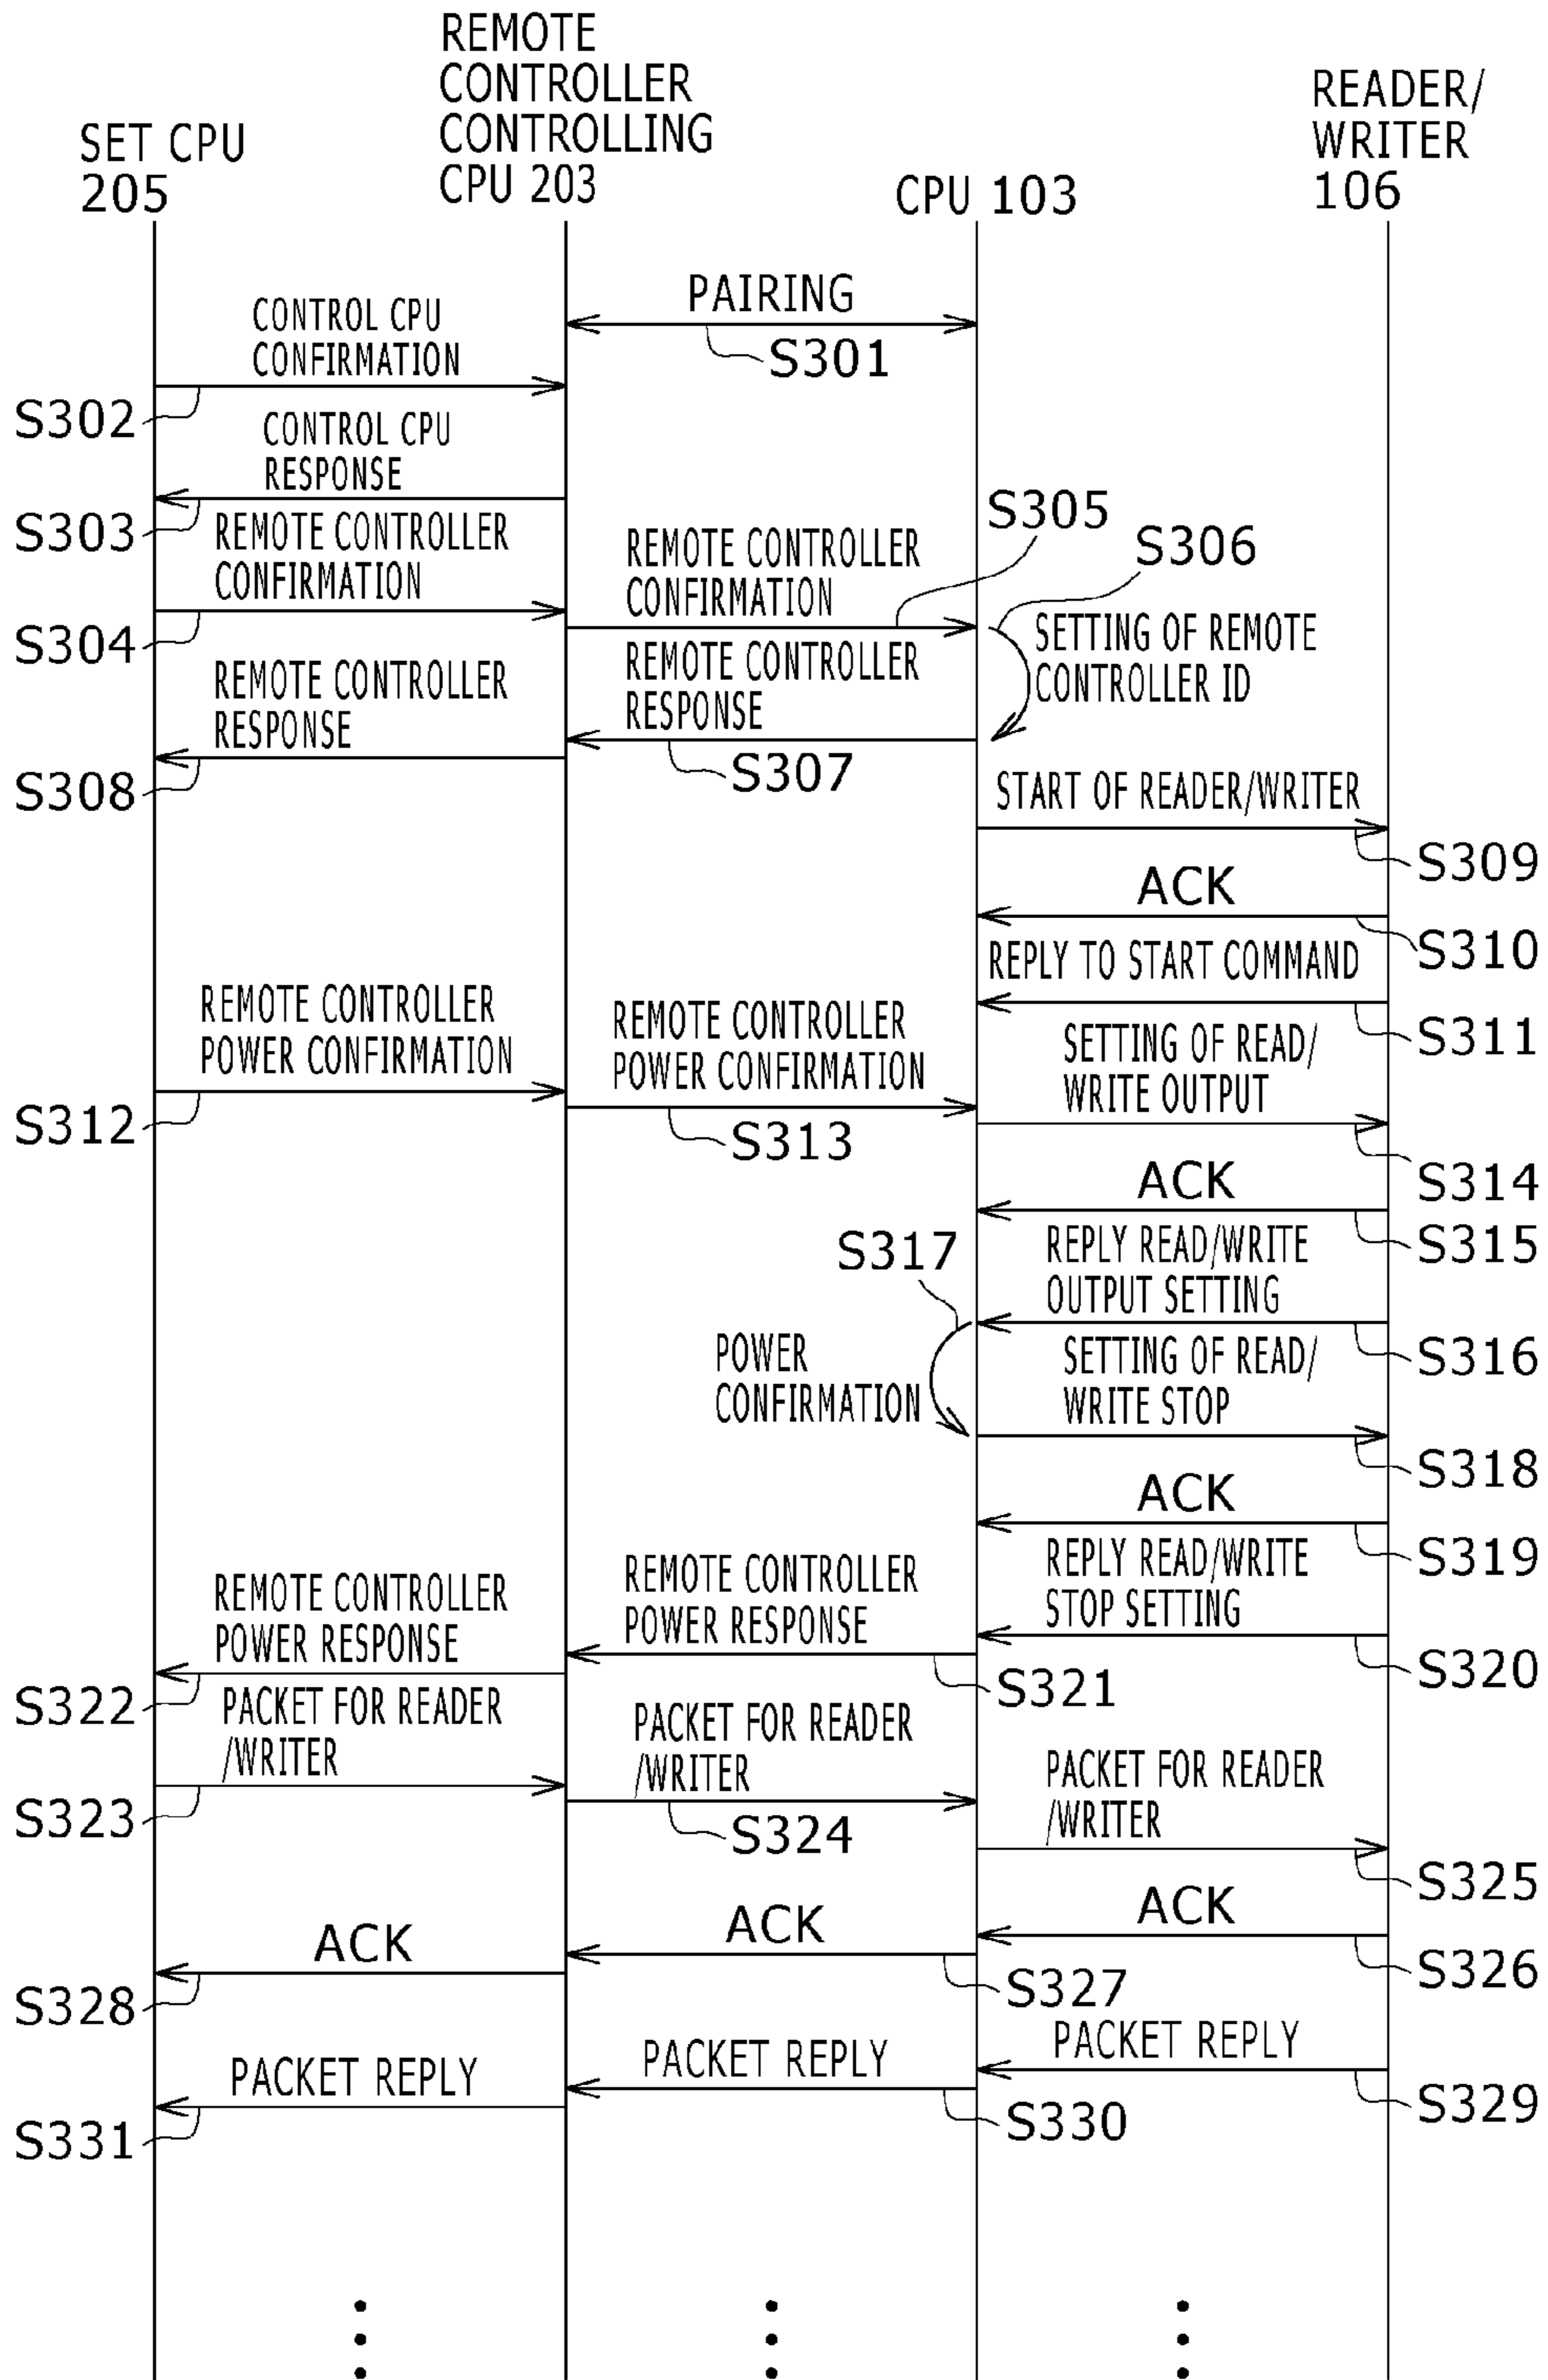 SET CPU
205
REMOTE
CONTROLLER
CONTROLLING
CPU 203
CPU 103
READER/
WRITER
106
PAIRING
S301
CONTROL CPU
CONFIRMATION
S302
CONTROL CPU
RESPONSE
S303
REMOTE CONTROLLER
CONFIRMATION
S304
REMOTE CONTROLLER
CONFIRMATION
S305
S306
SETTING OF REMOTE
CONTROLLER ID
REMOTE CONTROLLER
RESPONSE
S307
REMOTE CONTROLLER
RESPONSE
S308
START OF READER/WRITER
S309
ACK
S310
REPLY TO START COMMAND
S311
REMOTE CONTROLLER
POWER CONFIRMATION
S312
REMOTE CONTROLLER
POWER CONFIRMATION
S313
SETTING OF READ/
WRITE OUTPUT
S314
ACK
S315
REPLY READ/WRITE
OUTPUT SETTING
S316
S317
POWER
CONFIRMATION
SETTING OF READ/
WRITE STOP
S318
ACK
S319
REPLY READ/WRITE
STOP SETTING
S320
REMOTE CONTROLLER
POWER RESPONSE
S321
REMOTE CONTROLLER
POWER RESPONSE
S322
PACKET FOR READER
/WRITER
S323
PACKET FOR READER
/WRITER
S324
PACKET FOR READER
/WRITER
S325
ACK
S326
ACK
S327
ACK
S328
PACKET REPLY
S329
PACKET REPLY
S330
PACKET REPLY
S331